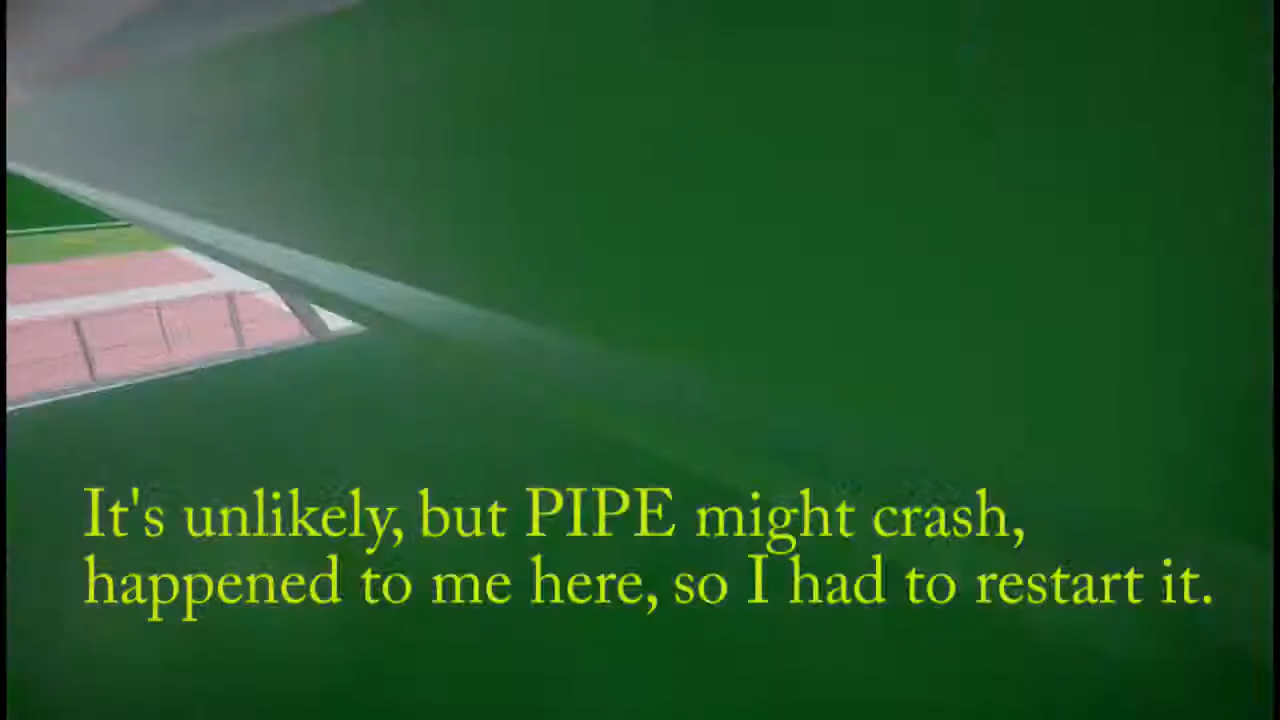 It's unlikely, but PIPE might crash,
happened to me here, so I had to restart it.